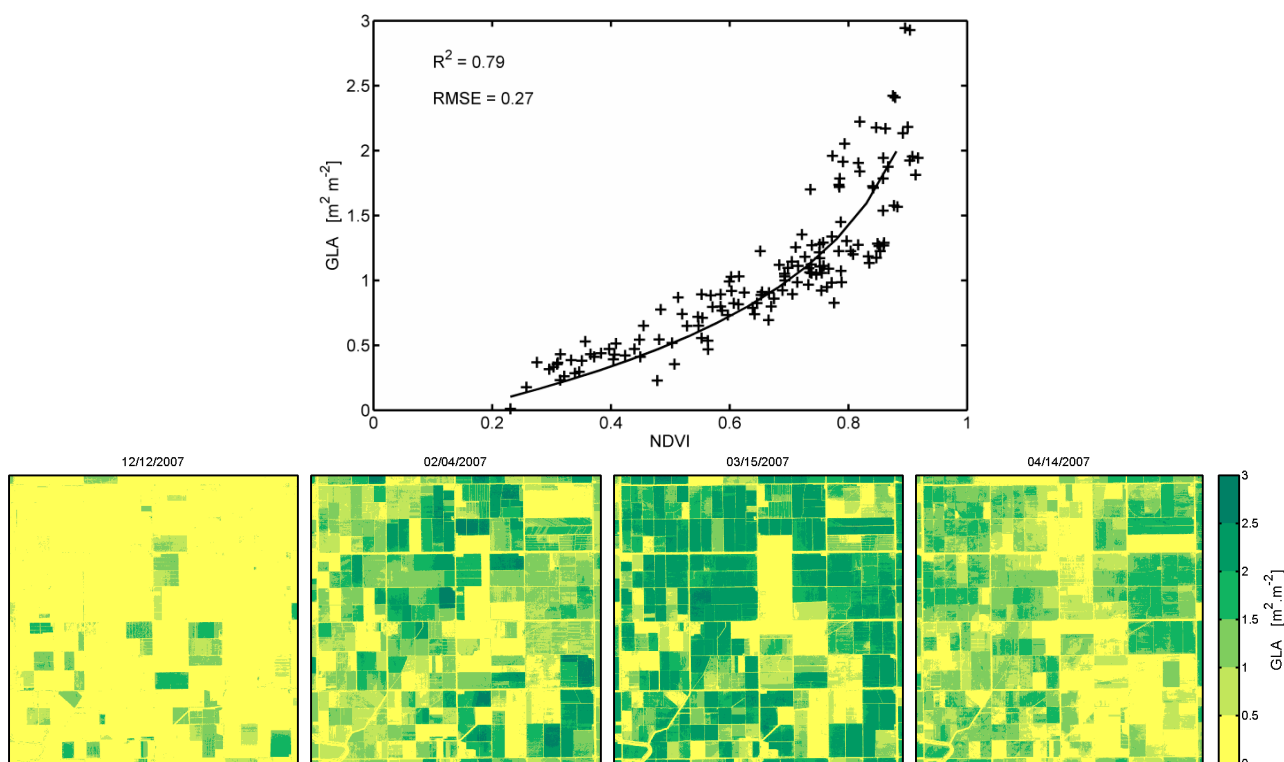 3
R² = 0.79
RMSE = 0.27
2.5
2
1.5
1
0.5
0
GLA [m² m⁻²]
0 0.2 0.4 0.6 0.8 1
NDVI
12/12/2007 02/04/2007 03/15/2007 04/14/2007
3
2.5
2
1.5
1
0.5
0
GLA [m².m⁻²]